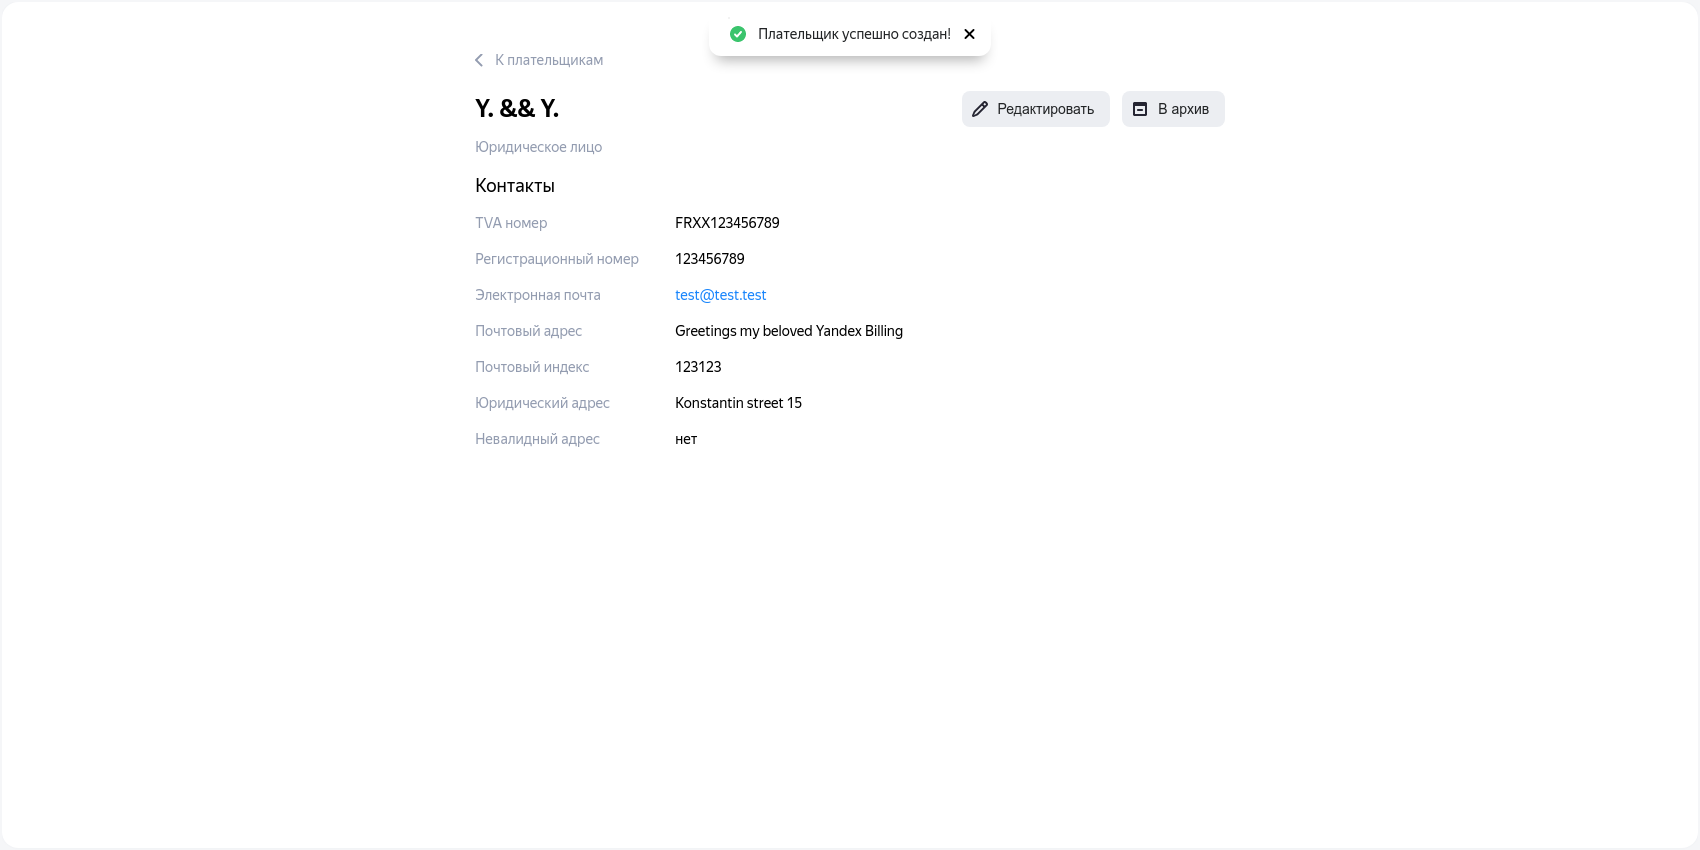 Плательщик успешно создан!
К плательщикам
Y. && Y.
Редактировать
В архив
Юридическое лицо
Контакты
TVA номер FRXX123456789
Регистрационный номер 123456789
Электронная почта test@test.test
Почтовый адрес Greetings my beloved Yandex Billing
Почтовый индекс 123123
Юридический адрес Konstantin street 15
Невалидный адрес нет